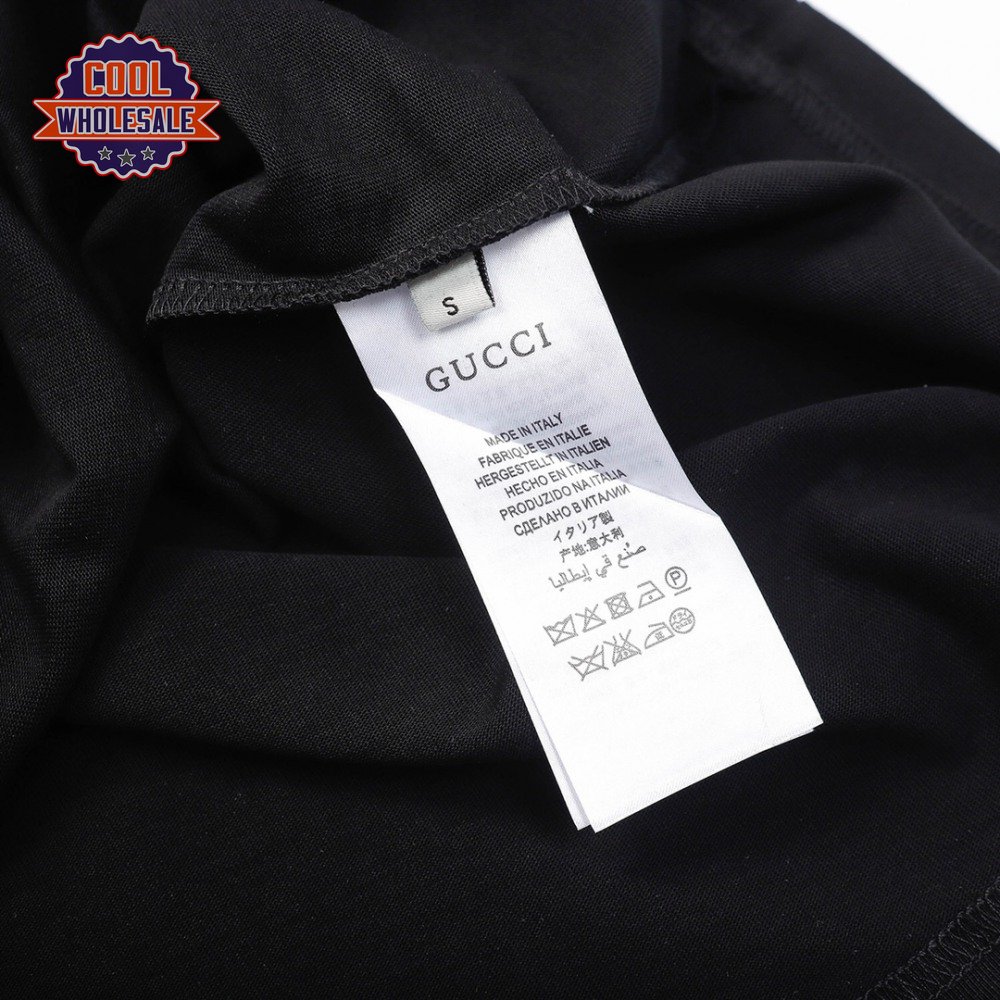 COOL
WHOLESALE
S
GUCCI
MADE IN ITALY
FABRIQUE EN ITALIE
HERGESTELLT IN ITALIEN
HECHO EN ITALIA
PRODUZIDO NA ITALIA
СДЕЛАНО В ИТАЛИИ
イタリア製
产地:意大利
صنع في إيطاليا
P